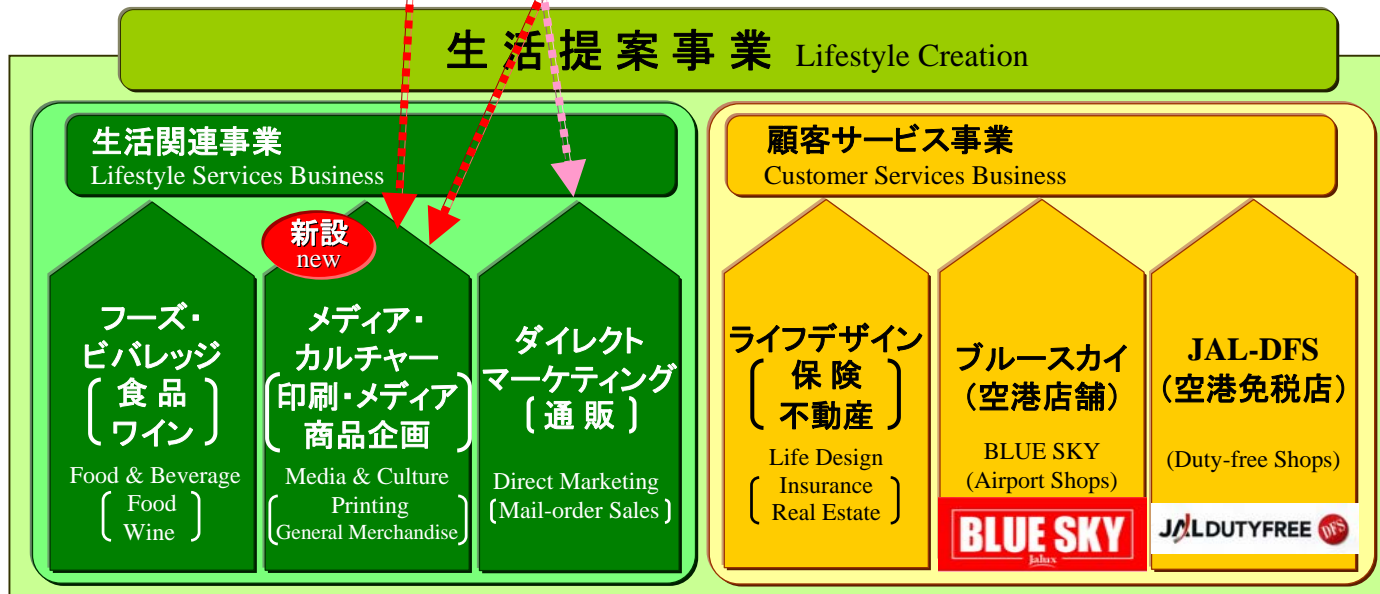 生活提案事業 Lifestyle Creation
生活関連事業
Lifestyle Services Business
新設
new
フーズ・
ビバレッジ
食品
ワイン
Food & Beverage
Food
Wine
メディア・
カルチャー
印刷・メディア
商品企画
Media & Culture
Printing
General Merchandise
ダイレクト
マーケティング
通販
Direct Marketing
Mail-order Sales
顧客サービス事業
Customer Services Business
ライフデザイン
保険
不動産
Life Design
Insurance
Real Estate
ブルースカイ
(空港店舗)
BLUE SKY
(Airport Shops)
BLUE SKY
Jalux
JAL-DFS
(空港免税店)
(Duty-free Shops)
JALDUTYFREE DFS